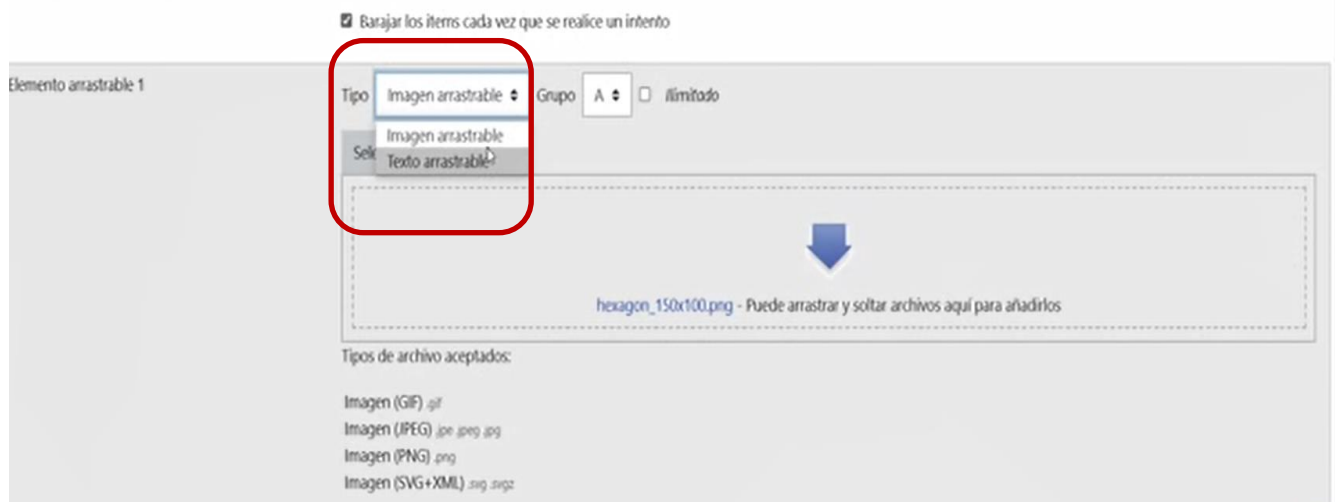 Barajar los items cada vez que se realice un intento
Elemento arrastrable 1
Tipo Imagen arrastrable Grupo A Ilimitado
Imagen arrastrable
Sele
Texto arrastrable
hexagon_150x100.png - Puede arrastrar y soltar archivos aquí para añadirlos
Tipos de archivo aceptados:
Imagen (GIF) .gif
Imagen (JPEG) .jpe .jpeg .jpg
Imagen (PNG) .png
Imagen (SVG+XML) .svg .svgz